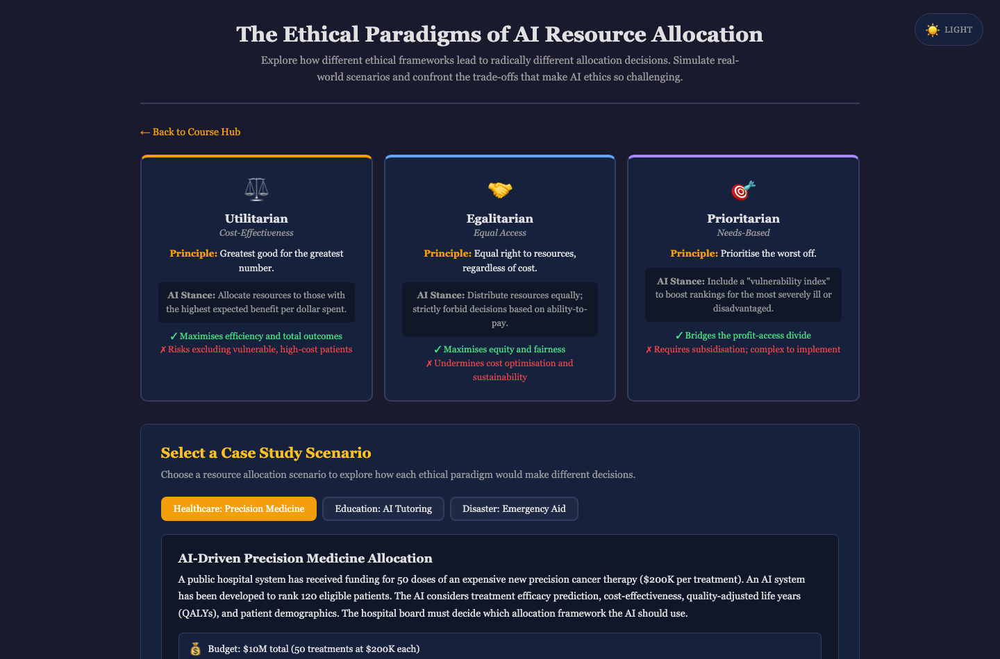 The Ethical Paradigms of AI Resource Allocation
LIGHT
Explore how different ethical frameworks lead to radically different allocation decisions. Simulate real-
world scenarios and confront the trade-offs that make AI ethics so challenging.
← Back to Course Hub
Utilitarian
Cost-Effectiveness
Principle: Greatest good for the greatest
number.
AI Stance: Allocate resources to those with
the highest expected benefit per dollar spent.
✓ Maximises efficiency and total outcomes
✗ Risks excluding vulnerable, high-cost patients
Egalitarian
Equal Access
Principle: Equal right to resources,
regardless of cost.
AI Stance: Distribute resources equally;
strictly forbid decisions based on ability-to-
pay.
✓ Maximises equity and fairness
✗ Undermines cost optimisation and
sustainability
Prioritarian
Needs-Based
Principle: Prioritise the worst off.
AI Stance: Include a "vulnerability index"
to boost rankings for the most severely ill or
disadvantaged.
✓ Bridges the profit-access divide
✗ Requires subsidisation; complex to implement
Select a Case Study Scenario
Choose a resource allocation scenario to explore how each ethical paradigm would make different decisions.
Healthcare: Precision Medicine
Education: AI Tutoring
Disaster: Emergency Aid
AI-Driven Precision Medicine Allocation
A public hospital system has received funding for 50 doses of an expensive new precision cancer therapy ($200K per treatment). An AI system
has been developed to rank 120 eligible patients. The AI considers treatment efficacy prediction, cost-effectiveness, quality-adjusted life years
(QALYs), and patient demographics. The hospital board must decide which allocation framework the AI should use.
Budget: $10M total (50 treatments at $200K each)